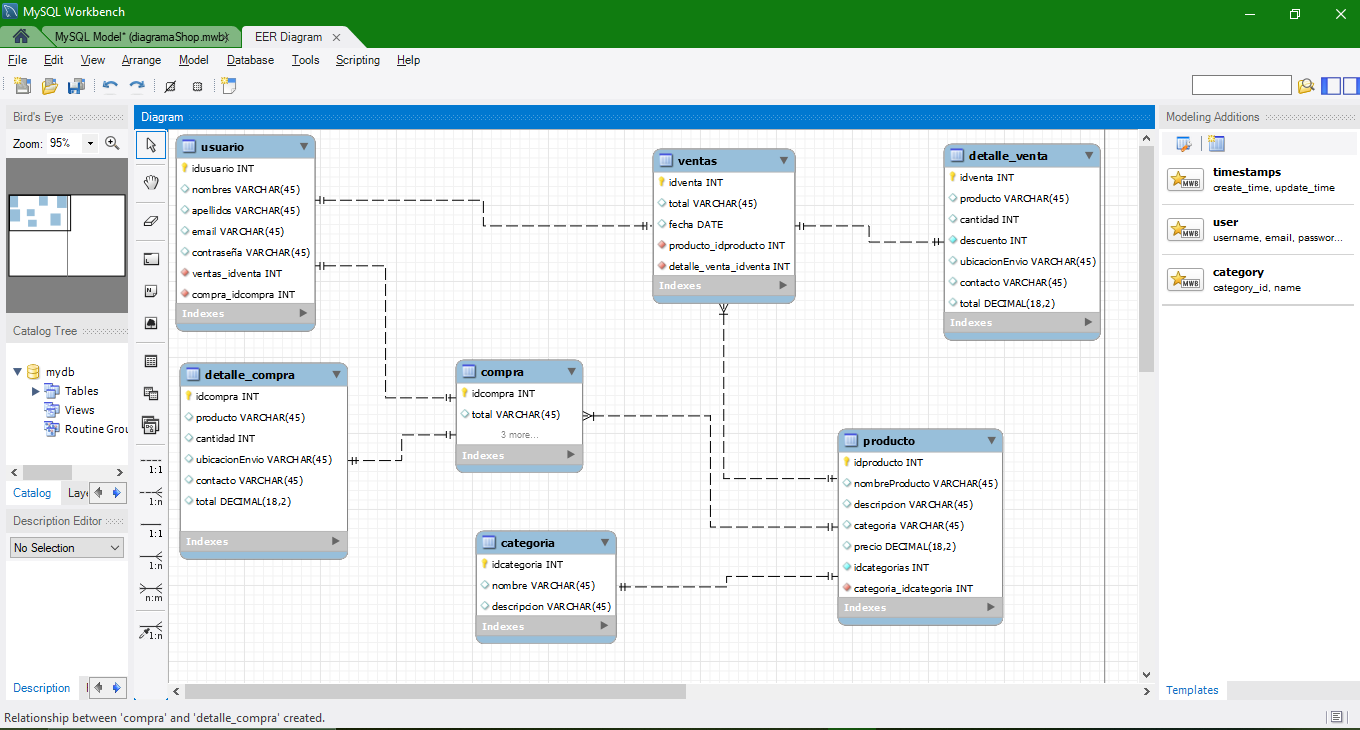 MySQL Workbench
MySQL Model* (diagramaShop.mwb)
EER Diagram
File Edit View Arrange Model Database Tools Scripting Help
Bird's Eye
Zoom: 95%
Catalog Tree
mydb
Tables
Views
Routine Grou
Catalog Laye
Description Editor
No Selection
Description
Diagram
1:1
1:n
1:1
1:n
n:m
1:n
usuario
idusuario INT
nombres VARCHAR(45)
apellidos VARCHAR(45)
email VARCHAR(45)
contraseña VARCHAR(45)
ventas_idventa INT
compra_idcompra INT
Indexes
ventas
idventa INT
total VARCHAR(45)
fecha DATE
producto_idproducto INT
detalle_venta_idventa INT
Indexes
detalle_venta
idventa INT
producto VARCHAR(45)
cantidad INT
descuento INT
ubicacionEnvio VARCHAR(45)
contacto VARCHAR(45)
total DECIMAL(18,2)
Indexes
detalle_compra
idcompra INT
producto VARCHAR(45)
cantidad INT
ubicacionEnvio VARCHAR(45)
contacto VARCHAR(45)
total DECIMAL(18,2)
Indexes
compra
idcompra INT
total VARCHAR(45)
3 more...
Indexes
categoria
idcategoria INT
nombre VARCHAR(45)
descripcion VARCHAR(45)
Indexes
producto
idproducto INT
nombreProducto VARCHAR(45)
descripcion VARCHAR(45)
categoria VARCHAR(45)
precio DECIMAL(18,2)
idcategorias INT
categoria_idcategoria INT
Indexes
Modeling Additions
timestamps
create_time, update_time
user
username, email, passwor...
category
category_id, name
MWB
MWB
MWB
Templates
Relationship between 'compra' and 'detalle_compra' created.